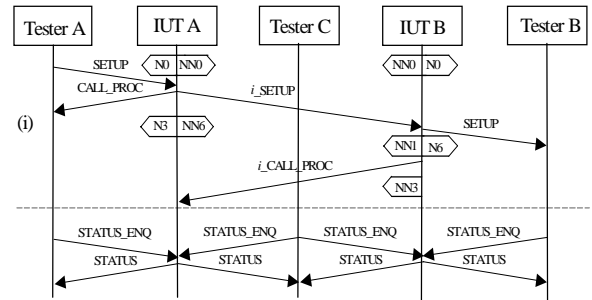 Tester A IUT A Tester C IUT B Tester B
SETUP N0 NN0 NN0 N0
CALL_PROC i_SETUP
(i) N3 NN6 SETUP
NN1 N6
i_CALL_PROC
NN3
STATUS_ENQ STATUS_ENQ STATUS_ENQ STATUS_ENQ
STATUS STATUS STATUS STATUS